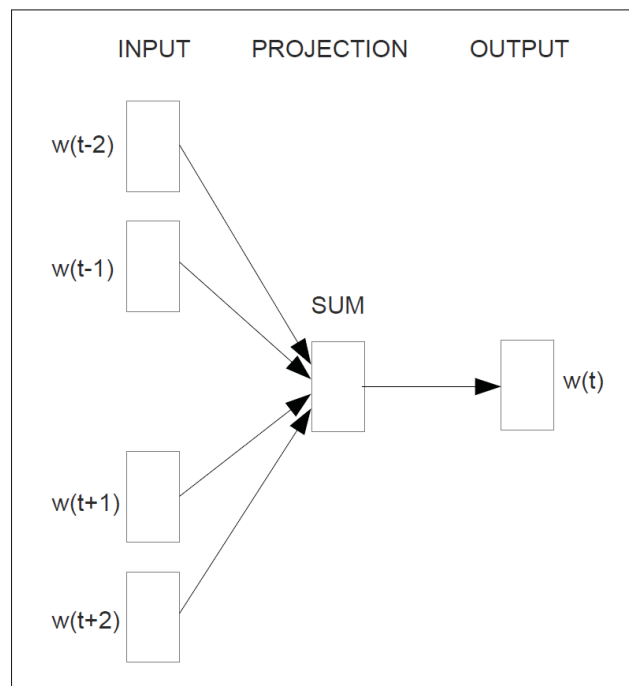 INPUT PROJECTION OUTPUT
w(t-2)
w(t-1)
SUM
w(t)
w(t+1)
w(t+2)